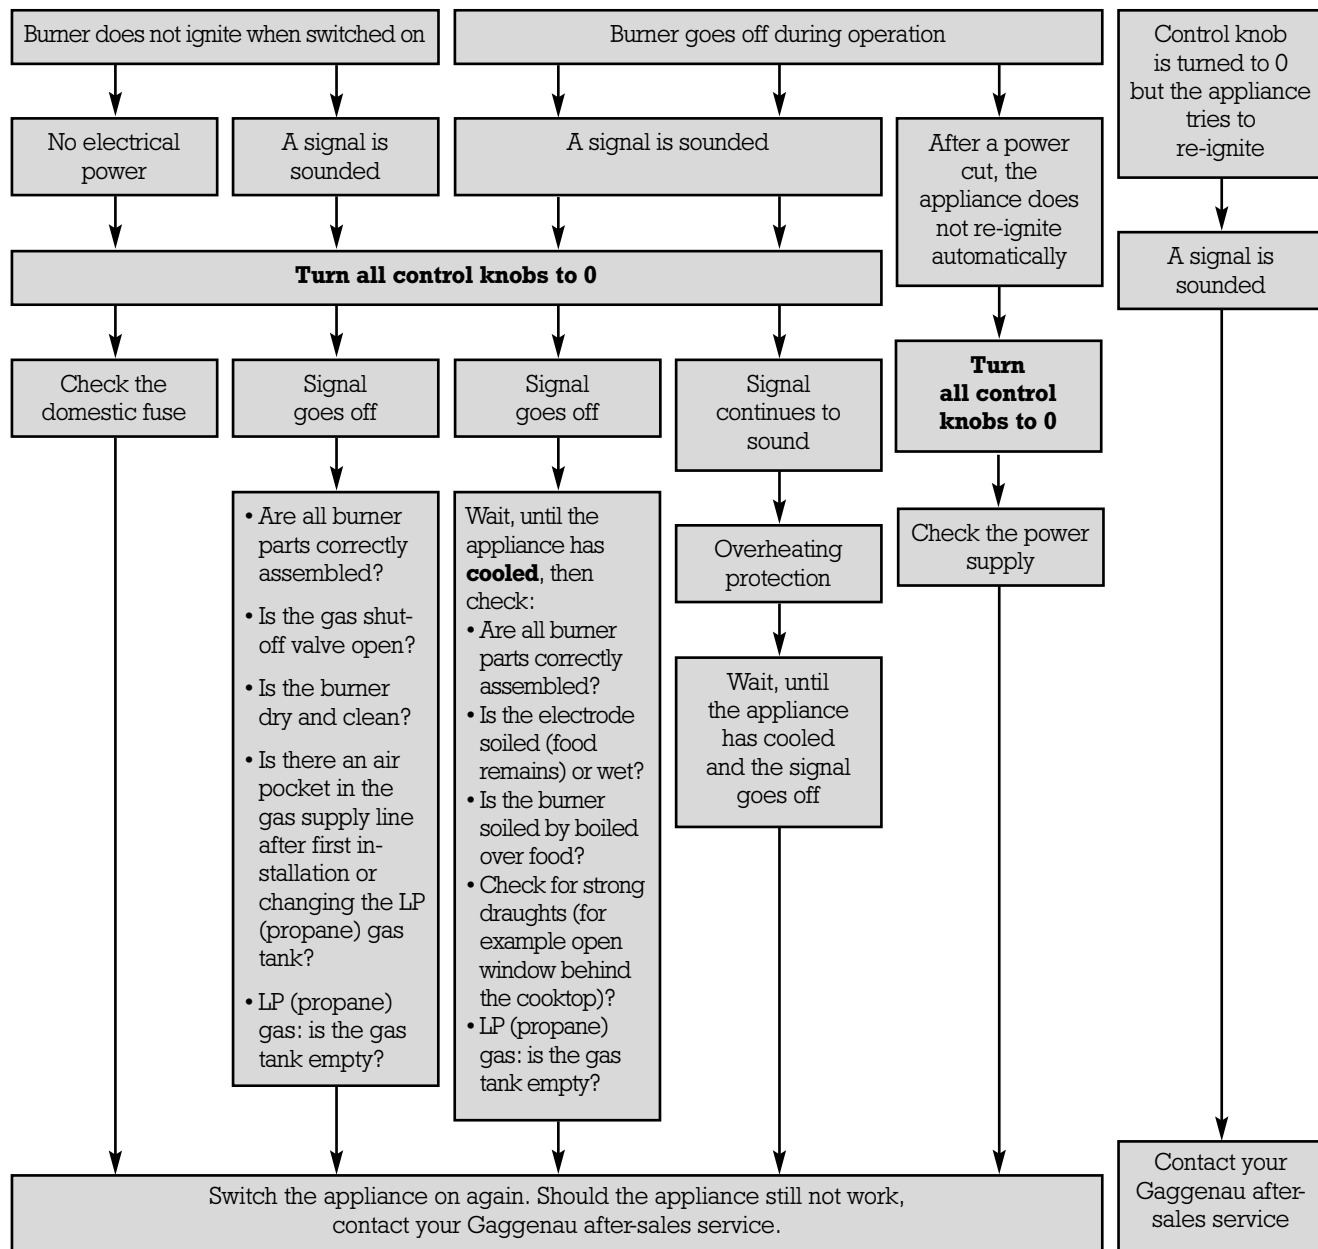 Burner does not ignite when switched on
Burner goes off during operation
Control knob
is turned to 0
but the appliance
tries to
re-ignite
No electrical
power
A signal is
sounded
A signal is sounded
After a power
cut, the
appliance does
not re-ignite
automatically
A signal is
sounded
Turn all control knobs to 0
Check the
domestic fuse
Signal
goes off
Signal
goes off
Signal
continues to
sound
Turn
all control
knobs to 0
• Are all burner
parts correctly
assembled?
• Is the gas shut-
off valve open?
• Is the burner
dry and clean?
• Is there an air
pocket in the
gas supply line
after first in-
stallation or
changing the LP
(propane) gas
tank?
• LP (propane)
gas: is the gas
tank empty?
Wait, until the
appliance has
cooled, then
check:
• Are all burner
parts correctly
assembled?
• Is the electrode
soiled (food
remains) or wet?
• Is the burner
soiled by boiled
over food?
• Check for strong
draughts (for
example open
window behind
the cooktop)?
• LP (propane)
gas: is the gas
tank empty?
Overheating
protection
Wait, until
the appliance
has cooled
and the signal
goes off
Check the power
supply
Switch the appliance on again. Should the appliance still not work,
contact your Gaggenau after-sales service.
Contact your
Gaggenau after-
sales service